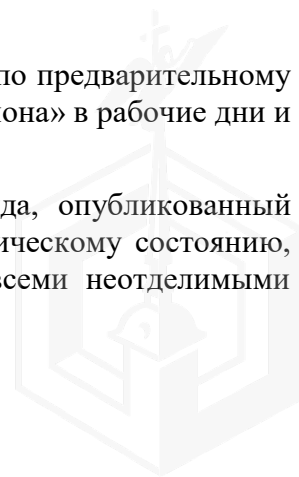 по предварительному
она» в рабочие дни и
да, опубликованный
ическому состоянию,
всеми неотделимыми